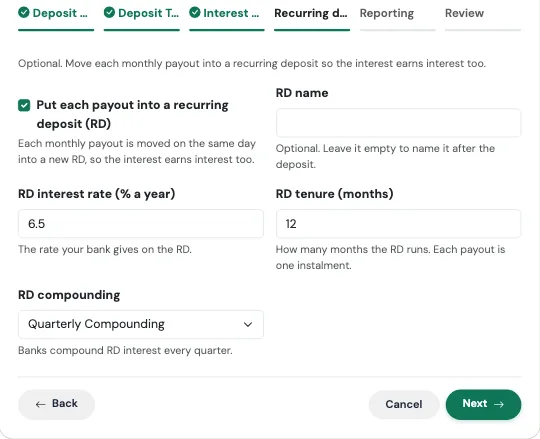 Deposit ...
Deposit T...
Interest ...
Recurring d...
Reporting
Review
Optional. Move each monthly payout into a recurring deposit so the interest earns interest too.
Put each payout into a recurring
deposit (RD)
Each monthly payout is moved on the same day
into a new RD, so the interest earns interest too.
RD name
Optional. Leave it empty to name it after the
deposit.
RD interest rate (% a year)
6.5
The rate your bank gives on the RD.
RD tenure (months)
12
How many months the RD runs. Each payout is
one instalment.
RD compounding
Quarterly Compounding
Banks compound RD interest every quarter.
← Back
Cancel
Next →